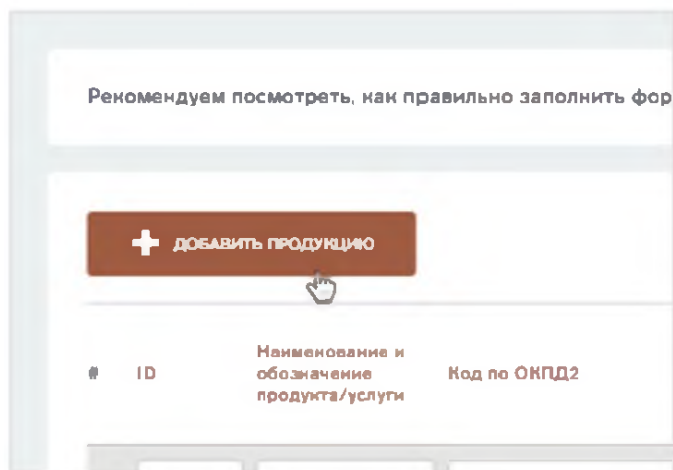 Рекомендуем посмотреть, как правильно заполнить фор
ДОБАВИТЬ ПРОДУКЦИЮ
# ID Наименование и обозначение продукта/услуги Код по ОКПД2